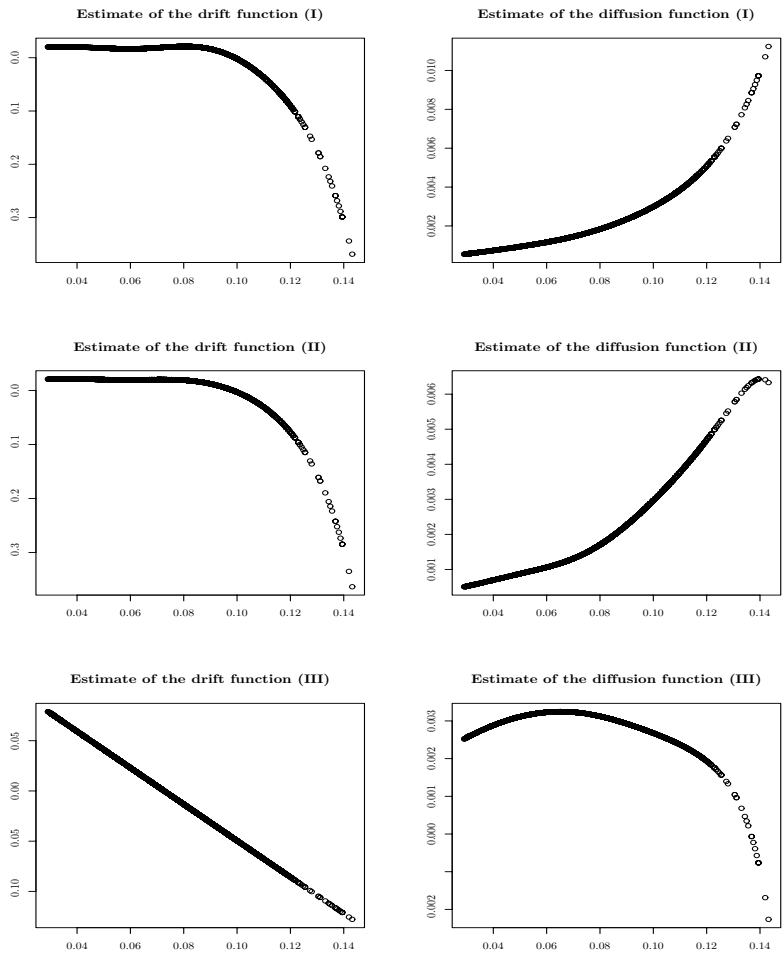 Estimate of the drift function (I)
0.0
0.1
0.2
0.3
0.04 0.06 0.08 0.10 0.12 0.14
Estimate of the diffusion function (I)
0.010
0.008
0.006
0.004
0.002
0.04 0.06 0.08 0.10 0.12 0.14
Estimate of the drift function (II)
0.0
0.1
0.2
0.3
0.04 0.06 0.08 0.10 0.12 0.14
Estimate of the diffusion function (II)
0.006
0.005
0.004
0.003
0.002
0.001
0.04 0.06 0.08 0.10 0.12 0.14
Estimate of the drift function (III)
0.05
0.00
0.05
0.10
0.04 0.06 0.08 0.10 0.12 0.14
Estimate of the diffusion function (III)
0.003
0.002
0.001
0.000
0.002
0.04 0.06 0.08 0.10 0.12 0.14